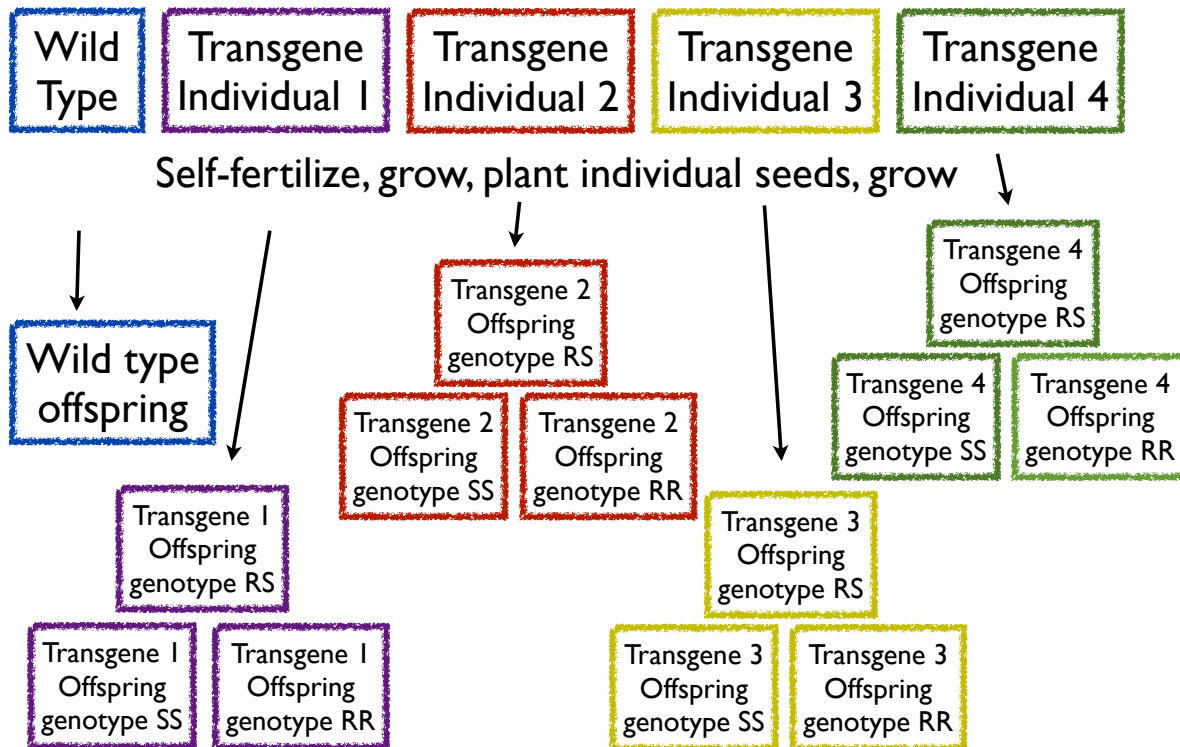 Wild
Type
Transgene
Individual 1
Transgene
Individual 2
Transgene
Individual 3
Transgene
Individual 4
Self-fertilize, grow, plant individual seeds, grow
Wild type
offspring
Transgene 1
Offspring
genotype RS
Transgene 1
Offspring
genotype SS
Transgene 1
Offspring
genotype RR
Transgene 2
Offspring
genotype RS
Transgene 2
Offspring
genotype SS
Transgene 2
Offspring
genotype RR
Transgene 3
Offspring
genotype RS
Transgene 3
Offspring
genotype SS
Transgene 3
Offspring
genotype RR
Transgene 4
Offspring
genotype RS
Transgene 4
Offspring
genotype SS
Transgene 4
Offspring
genotype RR